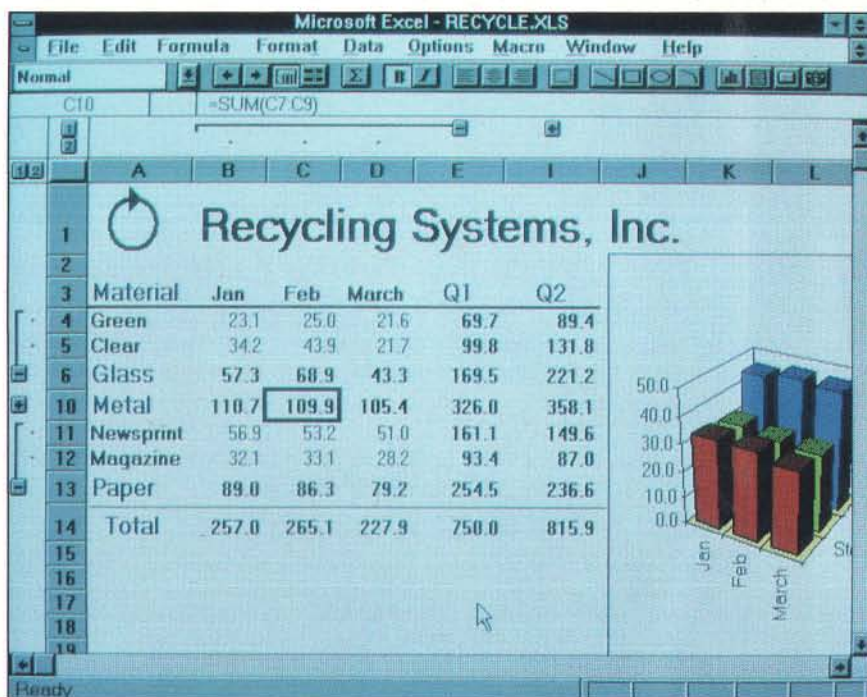 Microsoft Excel - RECYCLE.XLS
File Edit Formula Format Data Options Macro Window Help
Normal Σ B I
C10 =SUM(C7:C9)
1
2
1 2 A B C D E I J K L
1 Recycling Systems, Inc.
2
3 Material Jan Feb March Q1 Q2
4 Green 23.1 25.0 21.6 69.7 89.4
5 Clear 34.2 43.9 21.7 99.8 131.8
6 Glass 57.3 68.9 43.3 169.5 221.2
10 Metal 110.7 109.9 105.4 326.0 358.1
11 Newsprint 56.9 53.2 51.0 161.1 149.6
12 Magazine 32.1 33.1 28.2 93.4 87.0
13 Paper 89.0 86.3 79.2 254.5 236.6
14 Total 257.0 265.1 227.9 750.0 815.9
15
16
17
18
19
50.0
40.0
30.0
20.0
10.0
0.0
Jan Feb March
Ready